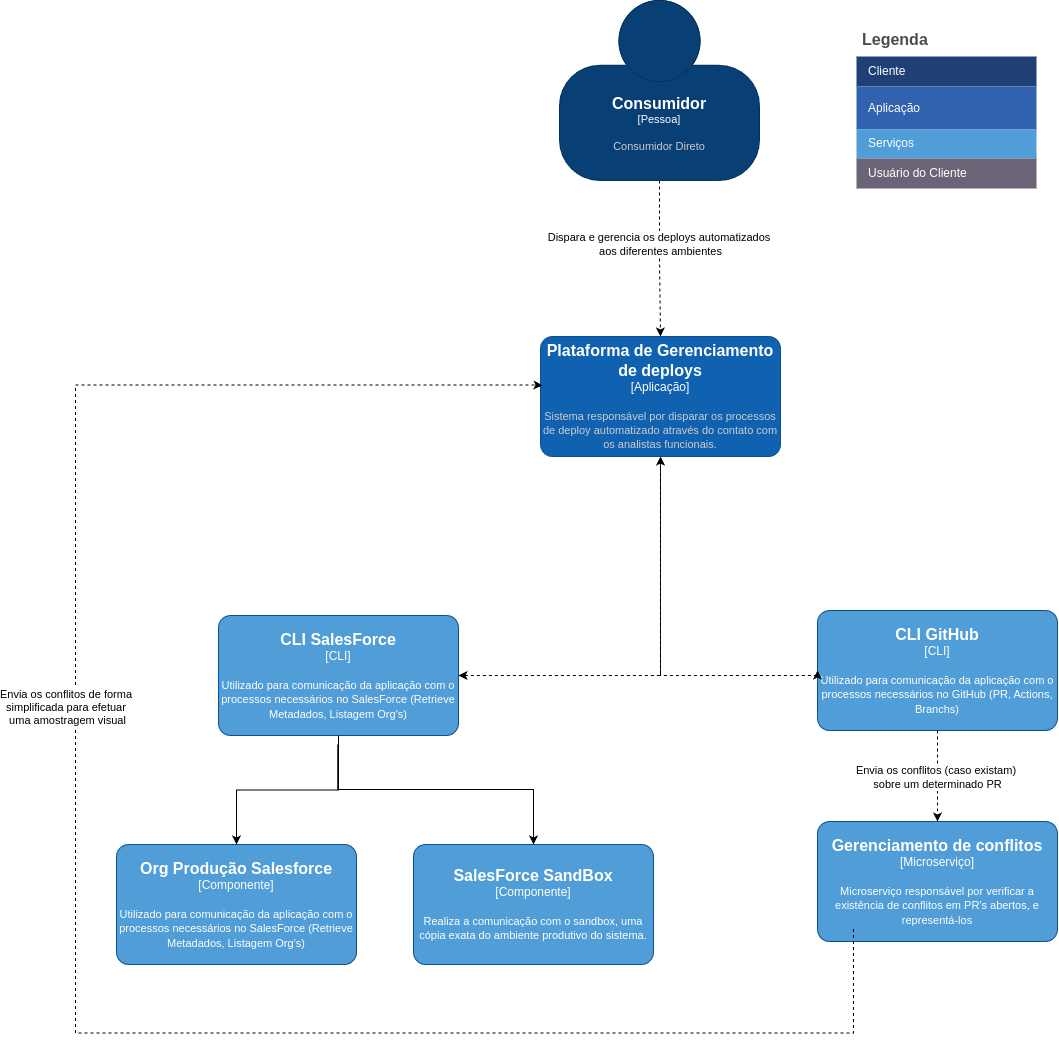 Consumidor
[Pessoa]
Consumidor Direto
Legenda
Cliente
Aplicação
Serviços
Usuário do Cliente
Dispara e gerencia os deploys automatizados
aos diferentes ambientes
Plataforma de Gerenciamento
de deploys
[Aplicação]
Sistema responsável por disparar os processos
de deploy automatizado através do contato com
os analistas funcionais.
CLI SalesForce
[CLI]
Utilizado para comunicação da aplicação com o
processos necessários no SalesForce (Retrieve
Metadados, Listagem Org's)
CLI GitHub
[CLI]
Utilizado para comunicação da aplicação com o
processos necessários no GitHub (PR, Actions,
Branchs)
Envia os conflitos de forma
simplificada para efetuar
uma amostragem visual
Envia os conflitos (caso existam)
sobre um determinado PR
Org Produção Salesforce
[Componente]
Utilizado para comunicação da aplicação com o
processos necessários no SalesForce (Retrieve
Metadados, Listagem Org's)
SalesForce SandBox
[Componente]
Realiza a comunicação com o sandbox, uma
cópia exata do ambiente produtivo do sistema.
Gerenciamento de conflitos
[Microserviço]
Microserviço responsável por verificar a
existência de conflitos em PR's abertos, e
representá-los